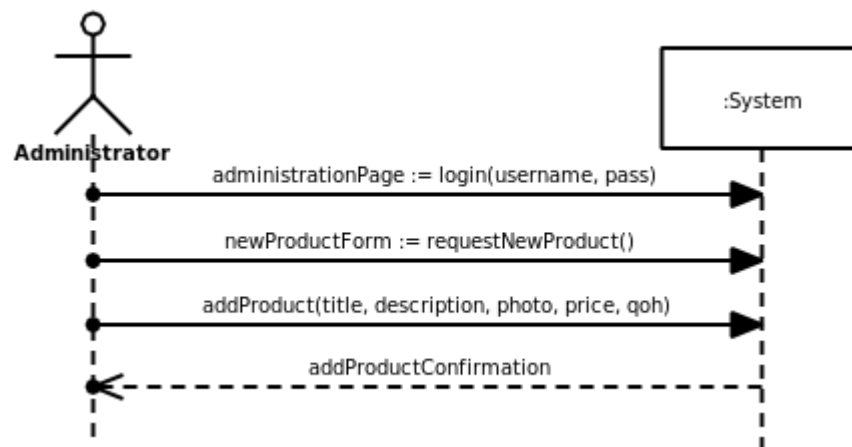 :System
Administrator
administrationPage := login(username, pass)
newProductForm := requestNewProduct()
addProduct(title, description, photo, price, qoh)
addProductConfirmation